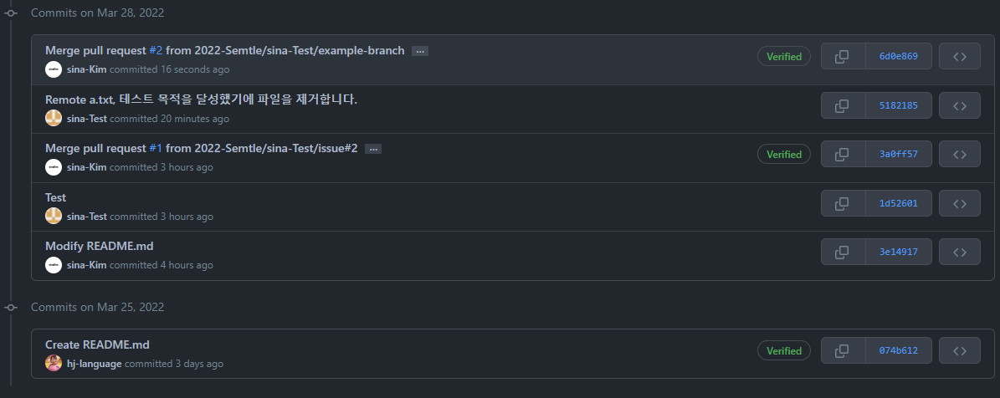 Commits on Mar 28, 2022
Merge pull request #2 from 2022-Semtle/sina-Test/example-branch ...
Verified 6d0e869
sina-Kim committed 16 seconds ago
Remote a.txt, 테스트 목적을 달성했기에 파일을 제거합니다.
5182185
sina-Test committed 20 minutes ago
Merge pull request #1 from 2022-Semtle/sina-Test/issue#2 ...
Verified 3a0ff57
sina-Kim committed 3 hours ago
Test
1d52601
sina-Test committed 3 hours ago
Modify README.md
3e14917
sina-Kim committed 4 hours ago
Commits on Mar 25, 2022
Create README.md
Verified 074b612
hj-language committed 3 days ago